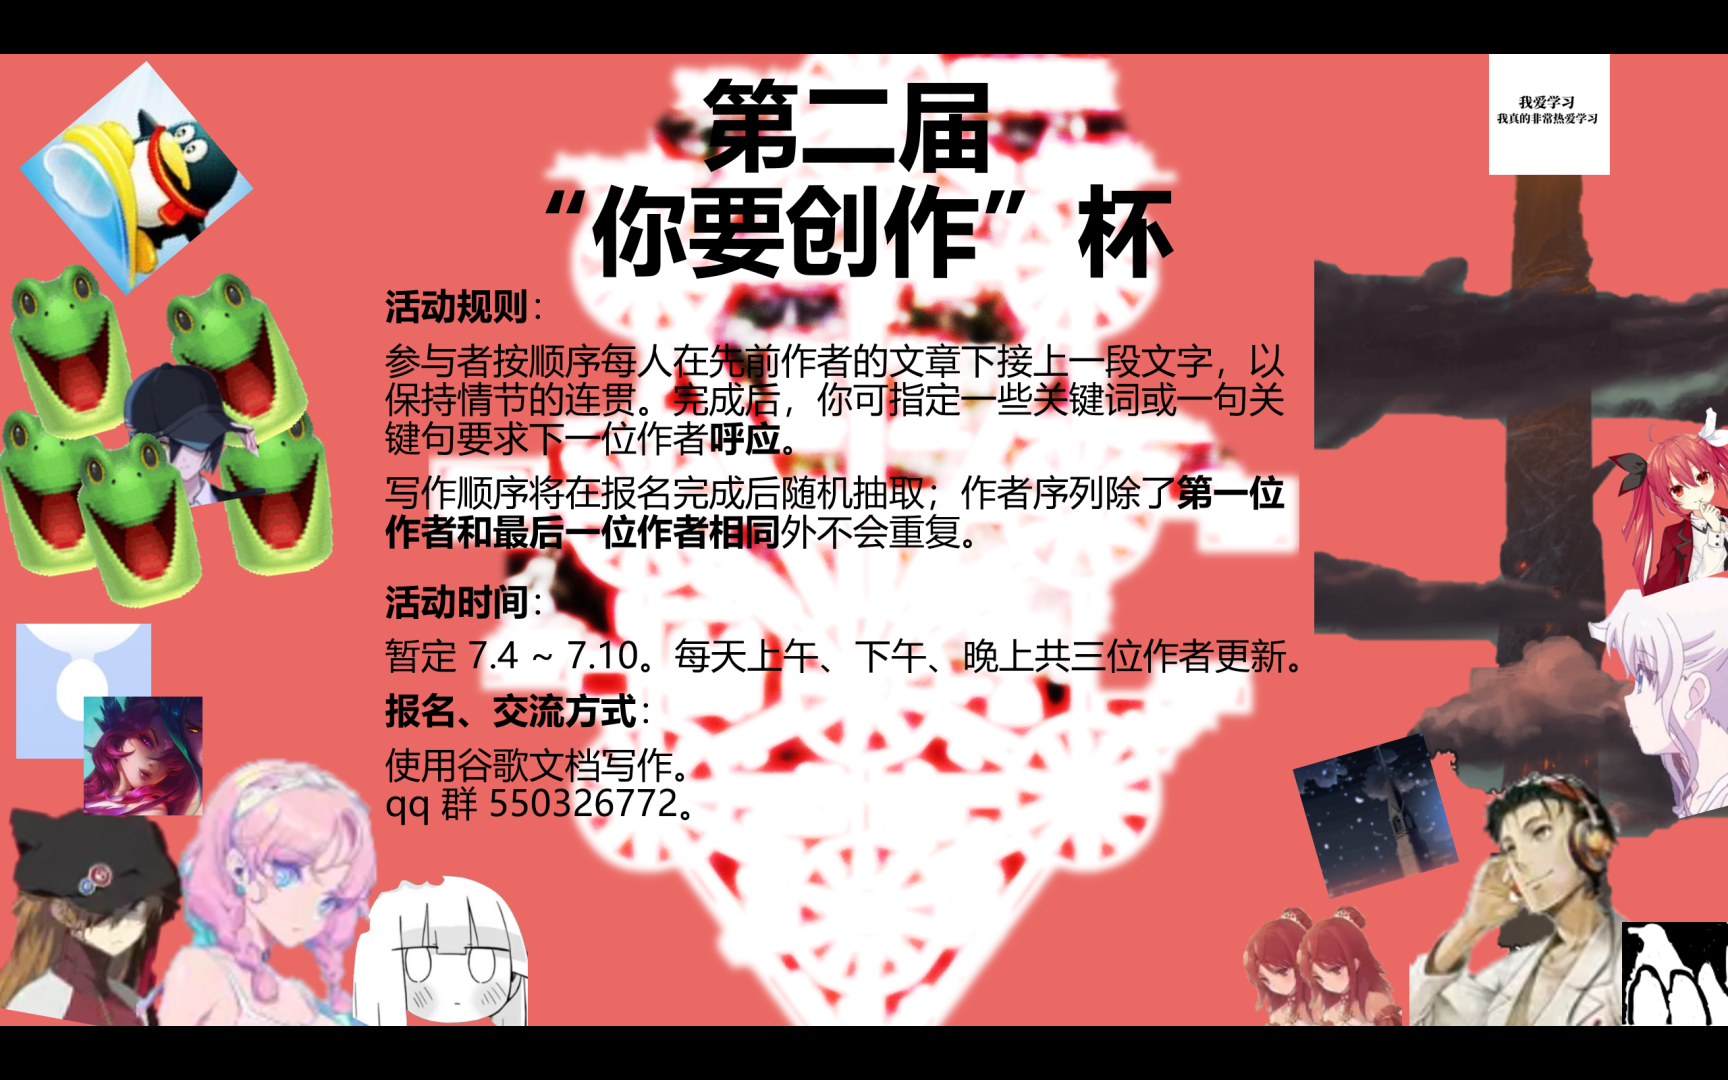 第二届
“你要创作”杯
我爱学习
我真的非常热爱学习
活动规则：
参与者按顺序每人在先前作者的文章下接上一段文字，以
保持情节的连贯。完成后，你可指定一些关键词或一句关
键句要求下一位作者呼应。
写作顺序将在报名完成后随机抽取；作者序列除了第一位
作者和最后一位作者相同外不会重复。
活动时间：
暂定 7.4 ~ 7.10。每天上午、下午、晚上共三位作者更新。
报名、交流方式：
使用谷歌文档写作。
qq 群 550326772。